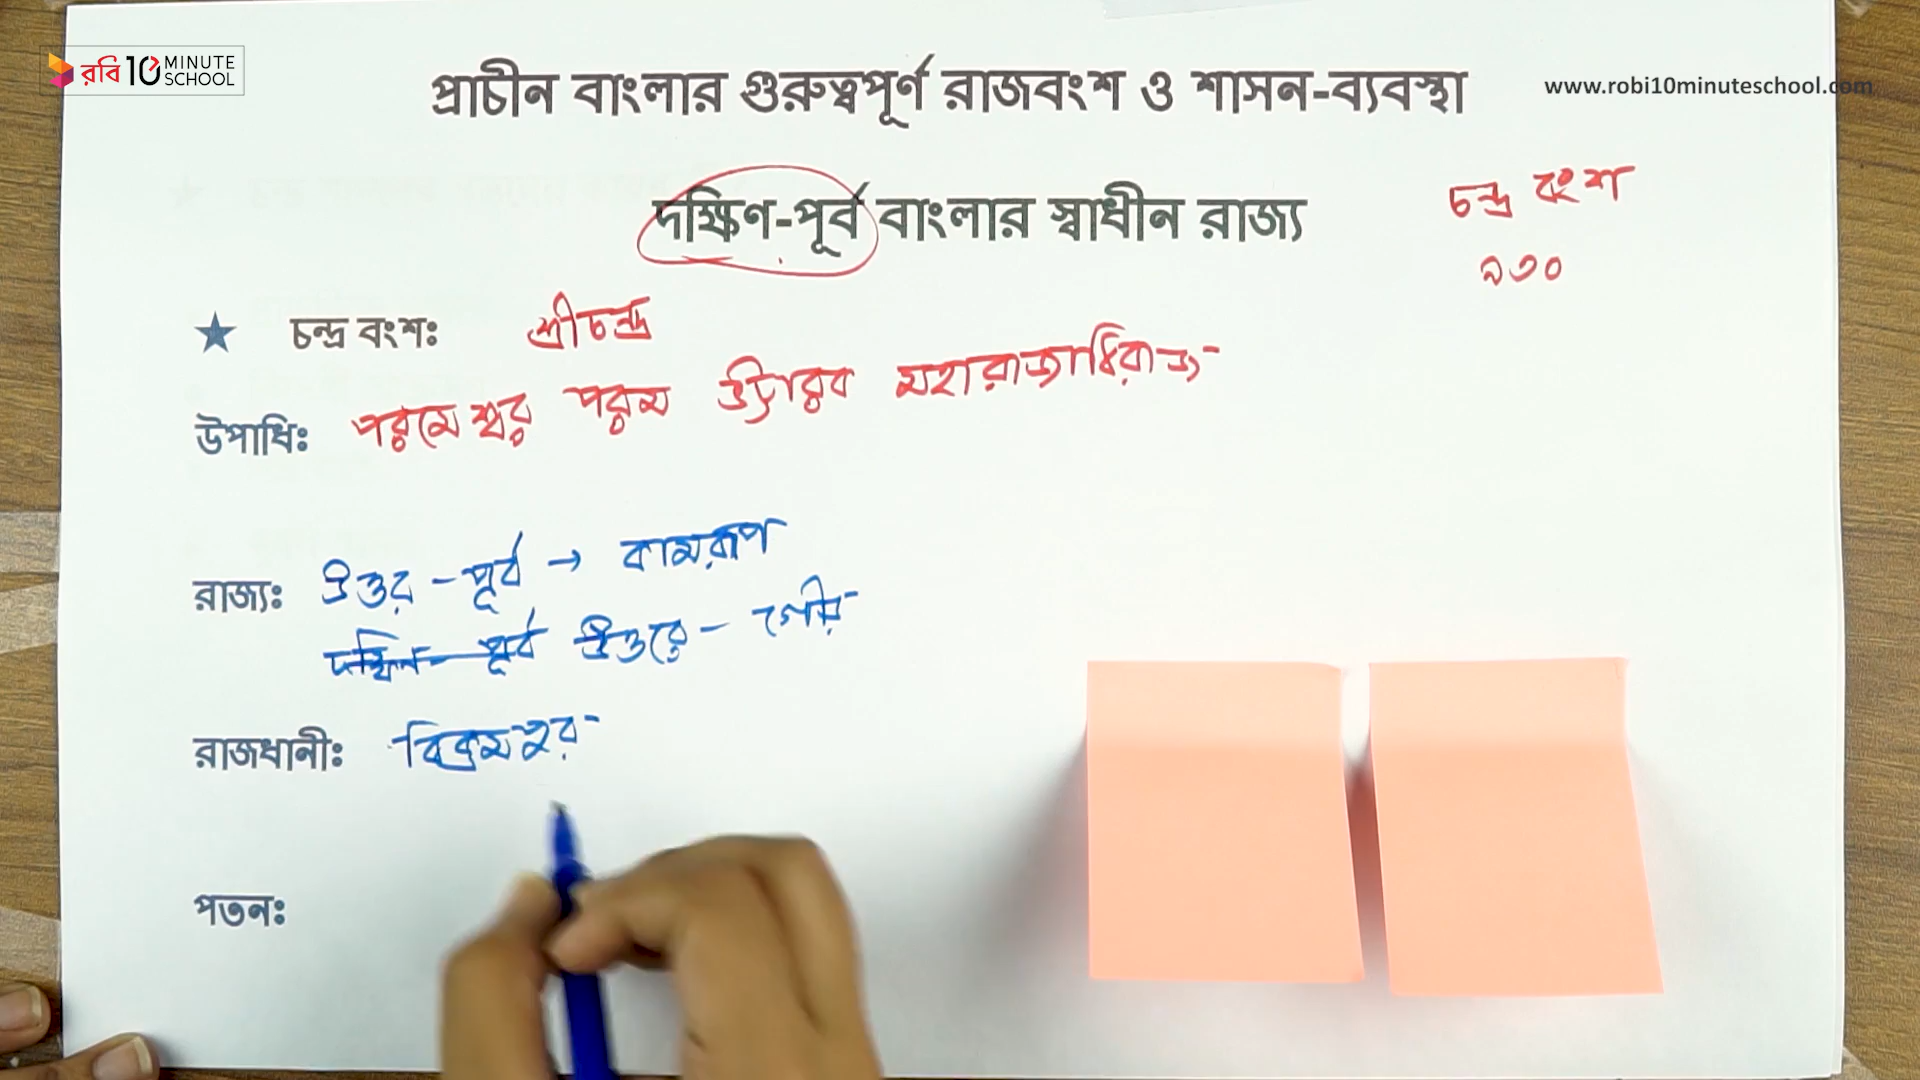 রবি 10 MINUTE SCHOOL
www.robi10minuteschool.com
প্রাচীন বাংলার গুরুত্বপূর্ণ রাজবংশ ও শাসন-ব্যবস্থা
দক্ষিণ-পূর্ব বাংলার স্বাধীন রাজ্য
চন্দ্র বংশ
৯৩০
★ চন্দ্র বংশঃ শ্রীচন্দ্র
উপাধিঃ পরমেশ্বর পরম ভট্টারক মহারাজাধিরাজ
রাজ্যঃ উত্তর-পূর্ব → কামরূপ
দক্ষিণ-পূর্ব উত্তরে - গৌড়
রাজধানীঃ বিক্রমপুর
পতনঃ